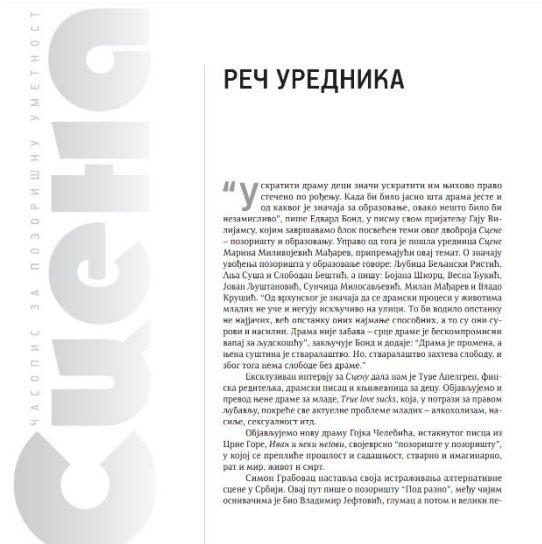 Сцена
ЧАСОПИС ЗА ПОЗОРИШНУ УМЕТНОСТ
РЕЧ УРЕДНИКА
“Ускратити драму деци значи ускратити им њихово право
стечено по рођењу. Када би било јасно шта драма јесте и
од каквог је значаја за образовање, овако нешто било би
незамисливо”, пише Едвард Бонд, у писму свом пријатељу Гају Ви-
лијамсу, којим завршавамо блок посвећен теми овог двоброја Сцене
– позоришту и образовању. Управо од тога је пошла уредница Сцене
Марина Миливојевић Мађарев, припремајући овај темат. О значају
увођења позоришта у образовање говоре: Љубица Бељански Ристић,
Ања Суша и Слободан Бештић, а пишу: Бојана Шкорц, Весна Ђукић,
Јован Љуштановић, Сунчица Милосављевић, Милан Мађарев и Владо
Крушић. “Од врхунског је значаја да се драмски процеси у животима
младих не уче и негују искључиво на улици. То би водило опстанку
не најјачих, већ опстанку оних најмање способних, а то су они су-
рови и насилни. Драма није забава – срце драме је бескомпромисни
вапај за људскошћу”, закључује Бонд и додаје: “Драма је промена, а
њена суштина је стваралаштво. Но, стваралаштво захтева слободу, и
због тога нема слободе без драме.”
Ексклузиван интервју за Сцену дала нам је Туве Апелгрен, фин-
ска редитељка, драмски писац и књижевница за децу. Објављујемо и
превод њене драме за младе, True love sucks, која, у потрази за правом
љубављу, покреће све актуелне проблеме младих – алкохолизам, на-
сиље, сексуалност итд.
Објављујемо нову драму Гојка Челебића, истакнутог писца из
Црне Горе, Иван и неки његови, својеврсно “позориште у позоришту”,
у којој се преплиће прошлост и садашњост, стварно и имагинарно,
рат и мир, живот и смрт.
Симон Грабовац наставља своја истраживања алтернативне
сцене у Србији. Овај пут пише о позоришту “Под разно”, међу чијим
оснивачима је био Владимир Јефтовић, глумац а потом и велики пе-